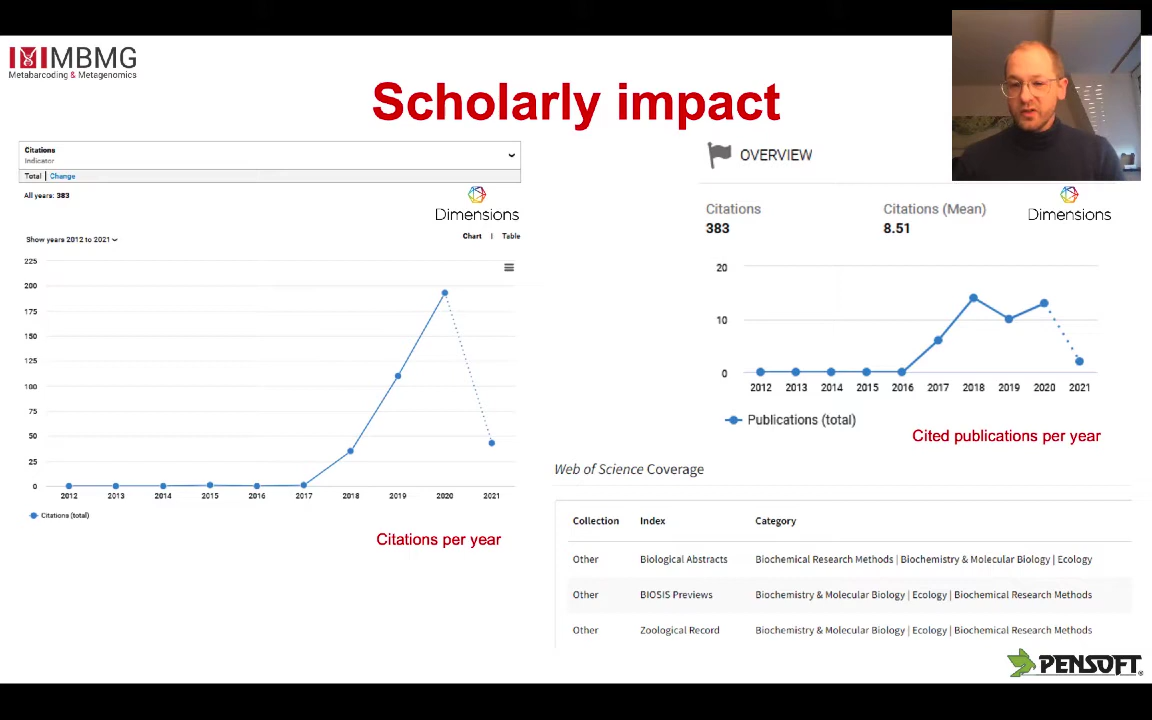 MBMG
Metabarcoding & Metagenomics
Scholarly impact
Citations
Indicator
Total | Change
All years: 383
Dimensions
Show years 2012 to 2021
Chart | Table
225
200
175
150
125
100
75
50
25
0
2012 2013 2014 2015 2016 2017 2018 2019 2020 2021
Citations (total)
Citations per year
OVERVIEW
Citations Citations (Mean)
383 8.51
Dimensions
20
10
0
2012 2013 2014 2015 2016 2017 2018 2019 2020 2021
Publications (total)
Cited publications per year
Web of Science Coverage
Collection Index Category
Other Biological Abstracts Biochemical Research Methods | Biochemistry & Molecular Biology | Ecology
Other BIOSIS Previews Biochemistry & Molecular Biology | Ecology | Biochemical Research Methods
Other Zoological Record Biochemistry & Molecular Biology | Ecology | Biochemical Research Methods
PENSOFT